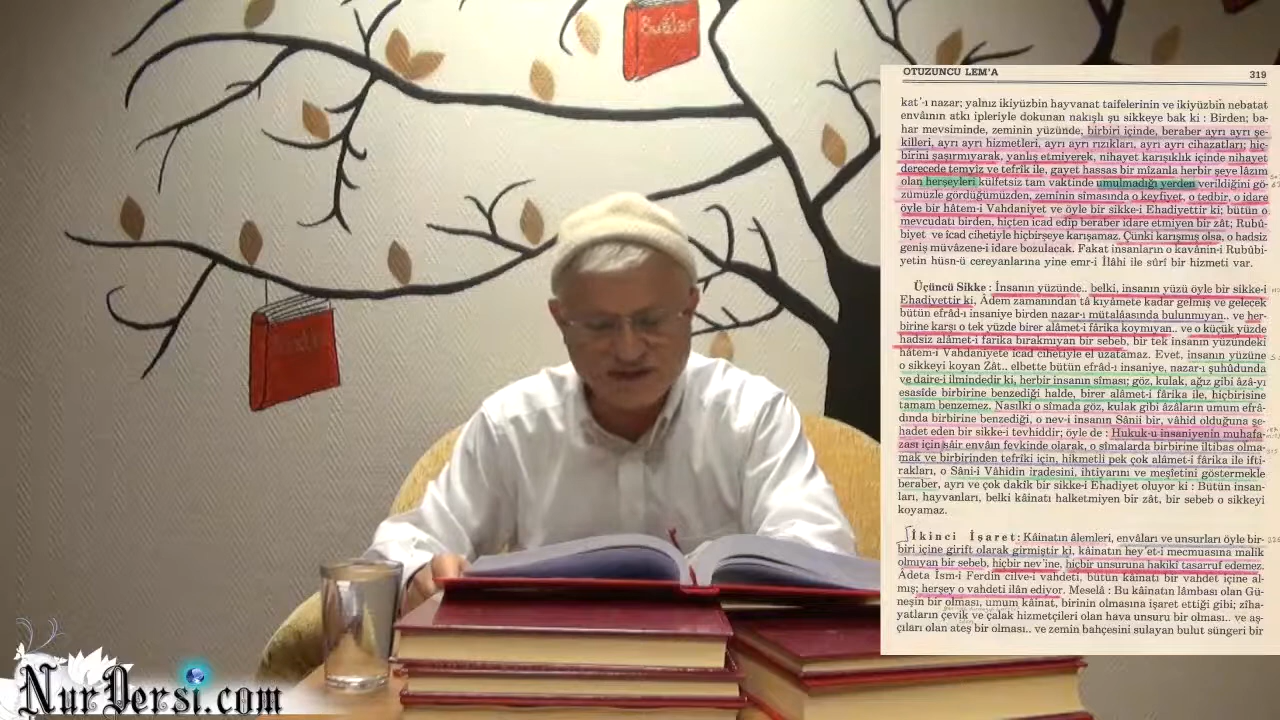 Sualar
OTUZUNCU LEM'A 319
kat'-ı nazar; yalnız ikiyüzbin hayvanat taifelerinin ve ikiyüzbin nebatat
envâının atkı ipleriyle dokunan nakışlı şu sikkeye bak ki : Birden; ba-
har mevsiminde, zeminin yüzünde, birbiri içinde, beraber ayrı ayrı şe-
killeri, ayrı ayrı hizmetleri, ayrı ayrı rızıkları, ayrı ayrı cihazatları; hiç-
birini şaşırmıyarak, yanlış etmiyerek, nihayet karışıklık içinde nihayet
derecede temyiz ve tefrik ile, gayet hassas bir mizanla herbir şeye lâzım
olan herşeyleri külfetsiz tam vaktinde umulmadığı yerden verildiğini gö-
zümüzle gördüğümüzden, zeminin simasında o keyfiyet, o tedbir, o idare
öyle bir hâtem-i Vahdaniyet ve öyle bir sikke-i Ehadiyettir ki; bütün o
mevcudatı birden, hiçten icad edip beraber idare etmiyen bir zât; Rubû-
biyet ve icad cihetiyle hiçbirşeye karışamaz. Çünki karışmış olsa, o hadsiz
geniş müvâzene-i idare bozulacak. Fakat insanların o kavânin-i Rubûbi-
yetin hüsn-ü cereyanlarına yine emr-i İlâhi ile sûrî bir hizmeti var.
Üçüncü Sikke : İnsanın yüzünde.. belki, insanın yüzü öyle bir sikke-i
Ehadiyettir ki, Âdem zamanından tâ kıyâmete kadar gelmiş ve gelecek
bütün efrâd-ı insaniye birden nazar-ı mütalâasında bulunmıyan.. ve her-
birine karşı o tek yüzde birer alâmet-i fârika koymıyan.. ve o küçük yüzde
hadsiz alâmet-i farika bırakmıyan bir sebeb, bir tek insanın yüzündeki
hâtem-i Vahdaniyete icad cihetiyle el uzatamaz. Evet, insanın yüzüne
o sikkeyi koyan Zât.. elbette bütün efrâd-ı insaniye, nazar-ı şuhûdunda
ve daire-i ilmindedir ki, herbir insanın sîması; göz, kulak, ağız gibi âzâ-yı
esasîde birbirine benzediği halde, birer alâmet-i fârika ile, hiçbirisine
tamam benzemez. Nasılki o sîmada göz, kulak gibi âzâların umum efrâ-
dında birbirine benzediği, o nev-i insanın Sânii bir, vâhid olduğuna şe-
hadet eden bir sikke-i tevhiddir; öyle de : Hukuk-u insaniyenin muhafa-
zası için sâir envâın fevkinde olarak, o sîmalarda birbirine iltibas olma-
mak ve birbirinden tefriki için, hikmetli pek çok alâmet-i fârika ile ifti-
rakları, o Sâni-i Vâhidin iradesini, ihtiyarını ve meşîetini göstermekle
beraber, ayrı ve çok dakîk bir sikke-i Ehadiyet oluyor ki : Bütün insan-
ları, hayvanları, belki kâinatı halketmiyen bir zât, bir sebeb o sikkeyi
koyamaz.
İkinci İşaret: Kâinatın âlemleri, envâları ve unsurları öyle bir-
biri içine girift olarak girmiştir ki, kâinatın hey'et-i mecmuasına malik
olmıyan bir sebeb, hiçbir nev'ine, hiçbir unsuruna hakikî tasarruf edemez.
Âdeta İsm-i Ferdin cilve-i vahdeti, bütün kâinatı bir vahdet içine al-
mış; herşey o vahdeti ilân ediyor. Meselâ : Bu kâinatın lâmbası olan Gü-
neşin bir olması, umum kâinat, birinin olmasına işaret ettiği gibi; zîha-
yatların çevik ve çalak hizmetçileri olan hava unsuru bir olması.. ve aş-
çıları olan ateş bir olması.. ve zemin bahçesini sulayan bulut süngeri bir
NurDersi.com